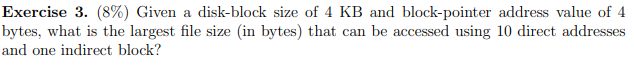 Exercise 3. (8%) Given a disk-block size of 4 KB and block-pointer address value of 4
bytes, what is the largest file size (in bytes) that can be accessed using 10 direct addresses
and one indirect block?